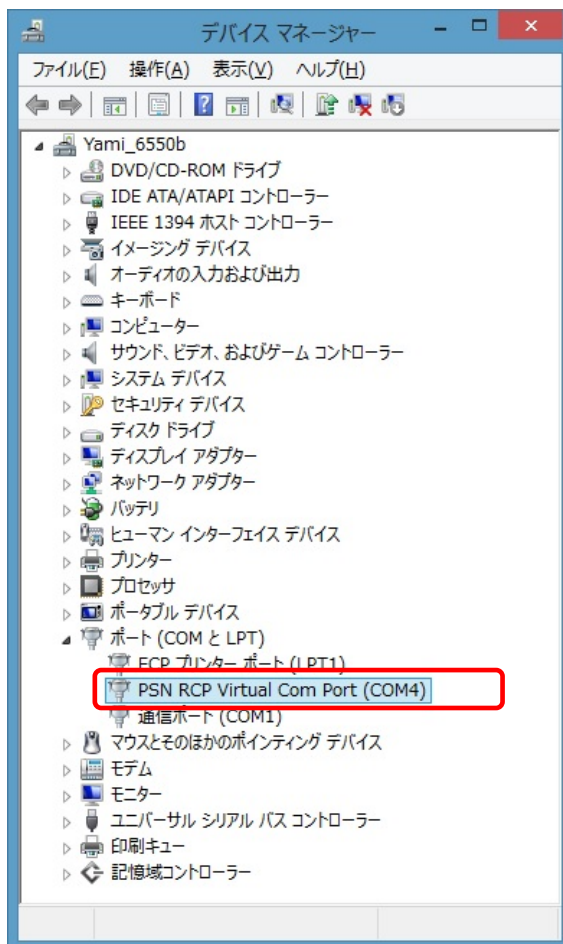 デバイス マネージャー
ファイル(F) 操作(A) 表示(V) ヘルプ(H)
Yami_6550b
DVD/CD-ROM ドライブ
IDE ATA/ATAPI コントローラー
IEEE 1394 ホスト コントローラー
イメージング デバイス
オーディオの入力および出力
キーボード
コンピューター
サウンド、ビデオ、およびゲーム コントローラー
システム デバイス
セキュリティ デバイス
ディスク ドライブ
ディスプレイ アダプター
ネットワーク アダプター
バッテリ
ヒューマン インターフェイス デバイス
プリンター
プロセッサ
ポータブル デバイス
ポート (COM と LPT)
ECP プリンター ポート (LPT1)
PSN RCP Virtual Com Port (COM4)
通信ポート (COM1)
マウスとそのほかのポインティング デバイス
モデム
モニター
ユニバーサル シリアル バス コントローラー
印刷キュー
記憶域コントローラー